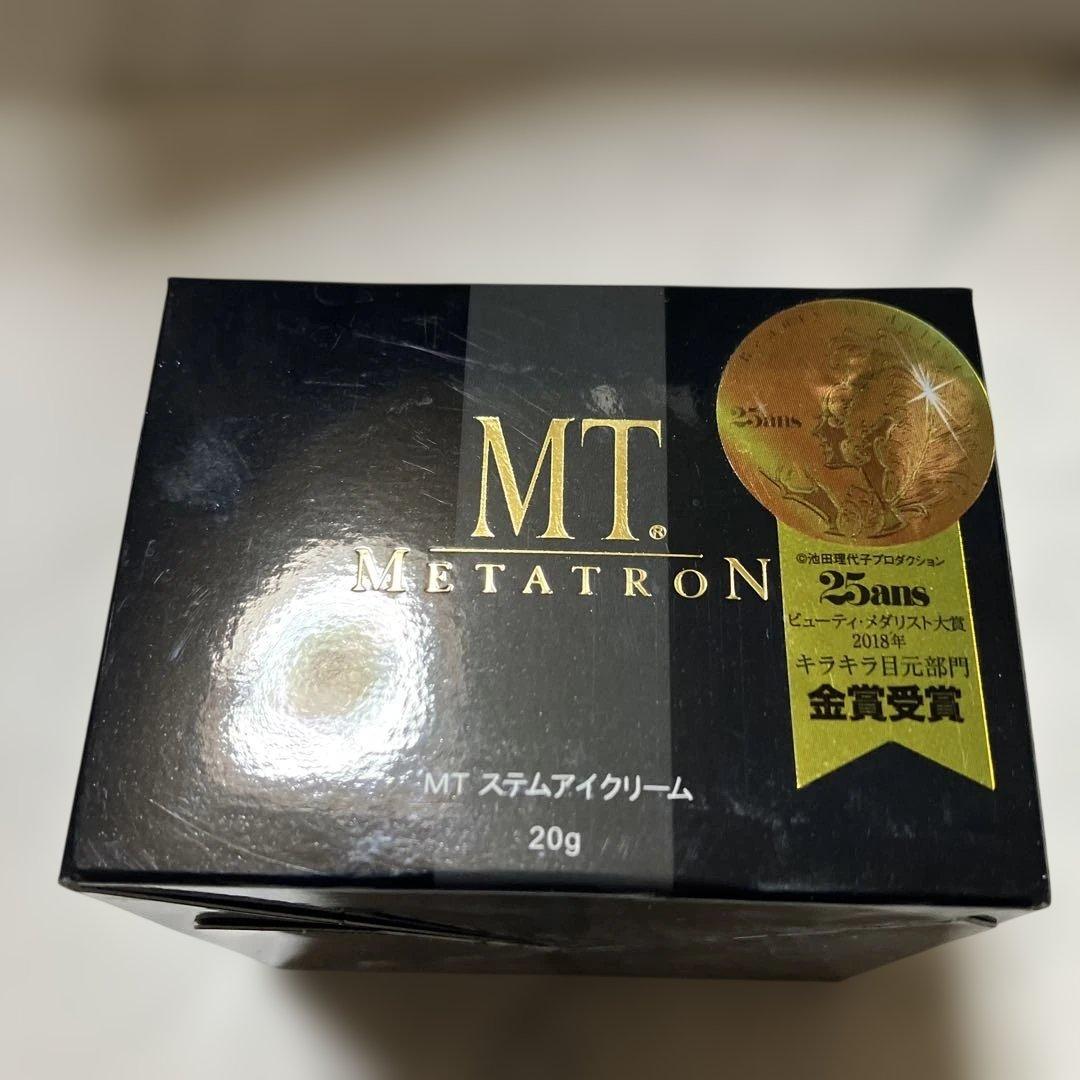 MT®
METATRON
MT ステムアイクリーム
20g
25ans
©池田理代子プロダクション
25ans
ビューティ・メダリスト大賞
2018年
キラキラ目元部門
金賞受賞